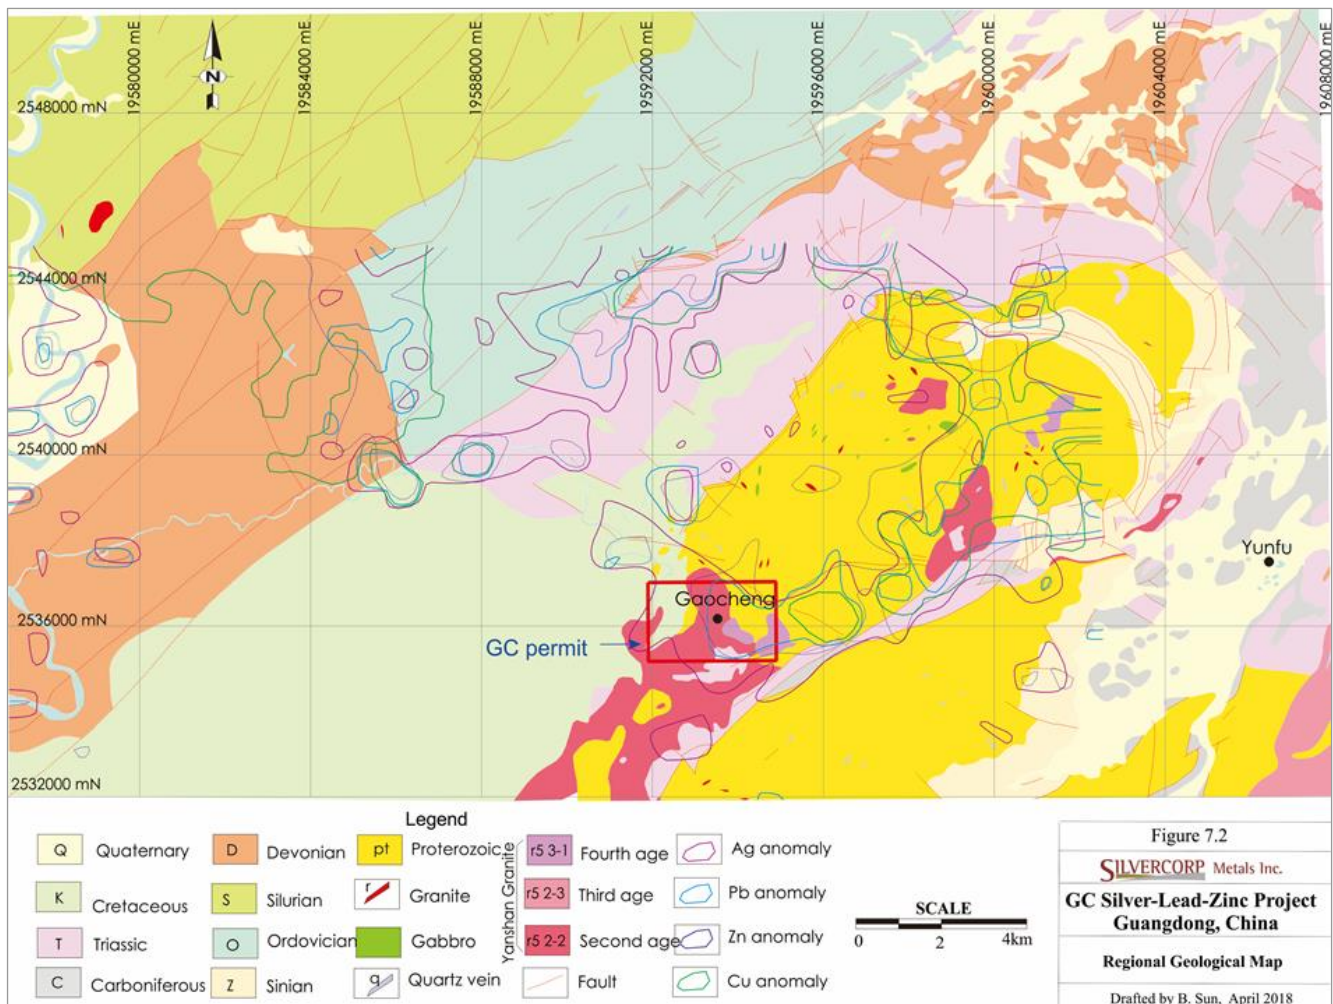 19580000 mE
19584000 mE
19588000 mE
19592000 mE
19596000 mE
19600000 mE
19604000 mE
19608000 mE
N
2548000 mN
2544000 mN
2540000 mN
2536000 mN
2532000 mN
Yunfu
Gaocheng
GC permit
Legend
Q Quaternary
K Cretaceous
T Triassic
C Carboniferous
D Devonian
S Silurian
O Ordovician
Z Sinian
pt Proterozoic
r Granite
Gabbro
q Quartz vein
Yanshan Granite
r5 3-1 Fourth age
r5 2-3 Third age
r5 2-2 Second age
Fault
Ag anomaly
Pb anomaly
Zn anomaly
Cu anomaly
SCALE
0 2 4km
Figure 7.2
SILVERCORP Metals Inc.
GC Silver-Lead-Zinc Project
Guangdong, China
Regional Geological Map
Drafted by B. Sun, April 2018